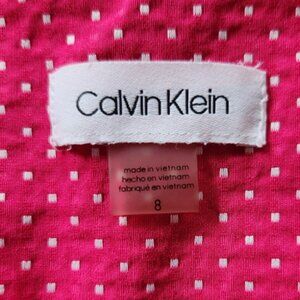 Calvin Klein
made in vietnam
hecho en vietnam
fabriqué en vietnam
8